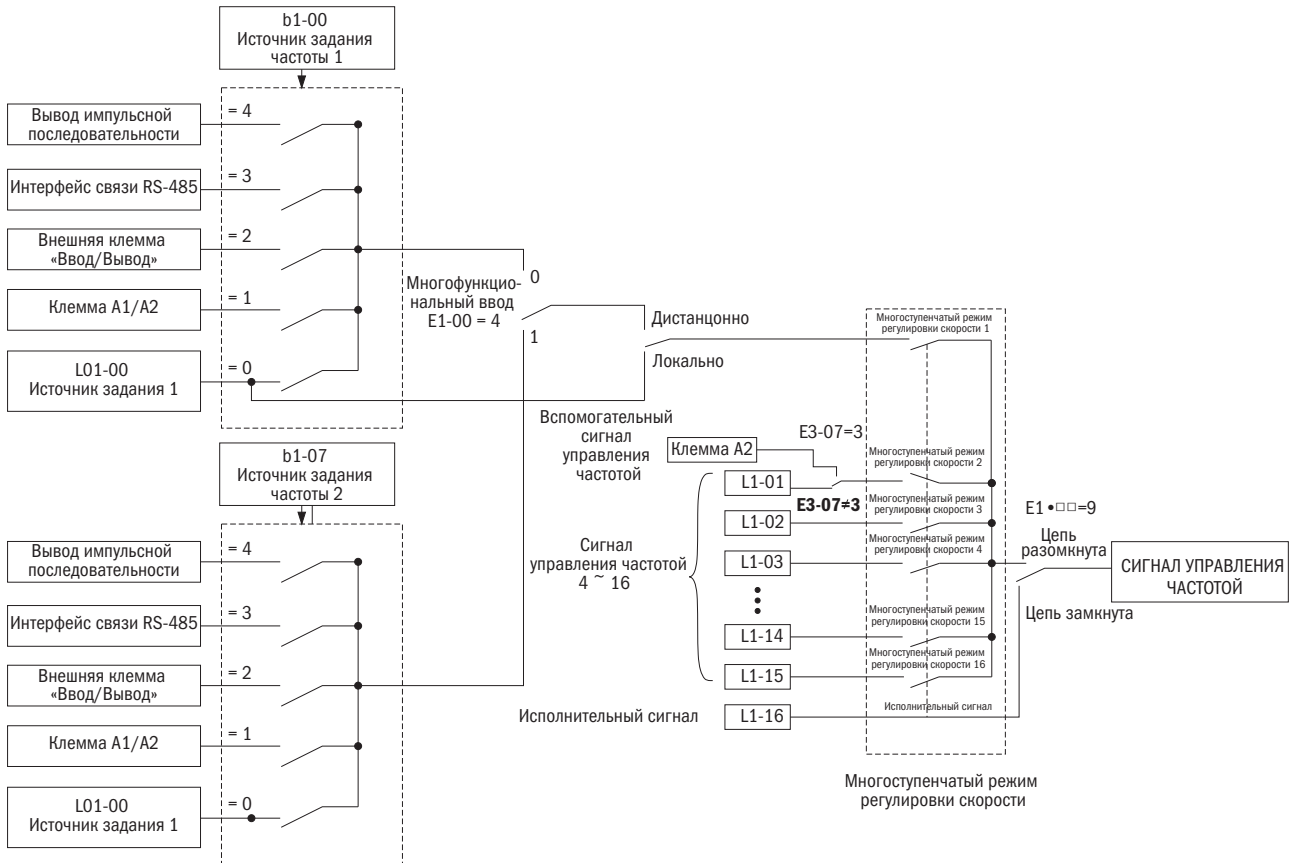 b1-00
Источник задания
частоты 1
Вывод импульсной
последовательности
= 4
Интерфейс связи RS-485
= 3
Внешняя клемма
«Ввод/Вывод»
= 2
Клемма A1/A2
= 1
L01-00
Источник задания 1
= 0
Многофункцио-
нальный ввод
E1-00 = 4
0
1
Дистанцонно
Локально
b1-07
Источник задания
частоты 2
Вывод импульсной
последовательности
= 4
Интерфейс связи RS-485
= 3
Внешняя клемма
«Ввод/Вывод»
= 2
Клемма A1/A2
= 1
L01-00
Источник задания 1
= 0
Вспомогательный
сигнал
управления
частотой
Клемма A2
E3-07=3
E3-07≠3
Сигнал
управления частотой
4 ~ 16
L1-01
L1-02
L1-03
L1-14
L1-15
Исполнительный сигнал
L1-16
Многоступенчатый режим
регулировки скорости 1
Многоступенчатый режим
регулировки скорости 2
Многоступенчатый режим
регулировки скорости 3
Многоступенчатый режим
регулировки скорости 4
Многоступенчатый режим
регулировки скорости 15
Многоступенчатый режим
регулировки скорости 16
Исполнительный сигнал
Многоступенчатый режим
регулировки скорости
E1•□□=9
Цепь
разомкнута
Цепь замкнута
СИГНАЛ УПРАВЛЕНИЯ
ЧАСТОТОЙ